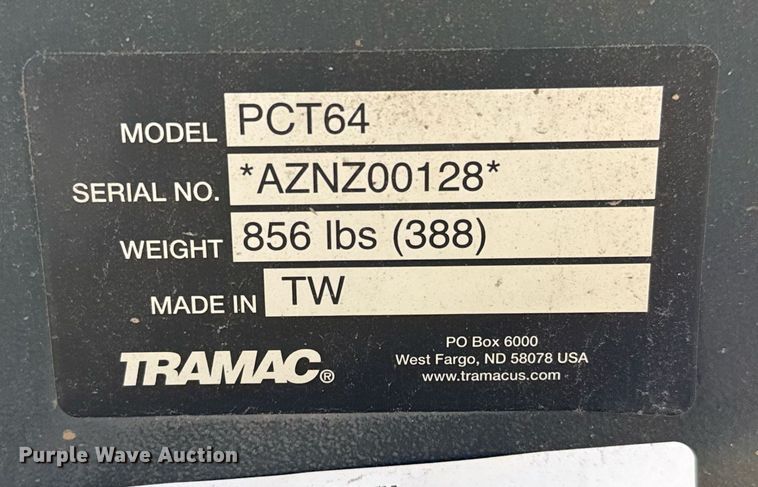 MODEL PCT64
SERIAL NO. *AZNZ00128*
WEIGHT 856 lbs (388)
MADE IN TW
TRAMAC®
PO Box 6000
West Fargo, ND 58078 USA
www.tramacus.com
Purple Wave Auction